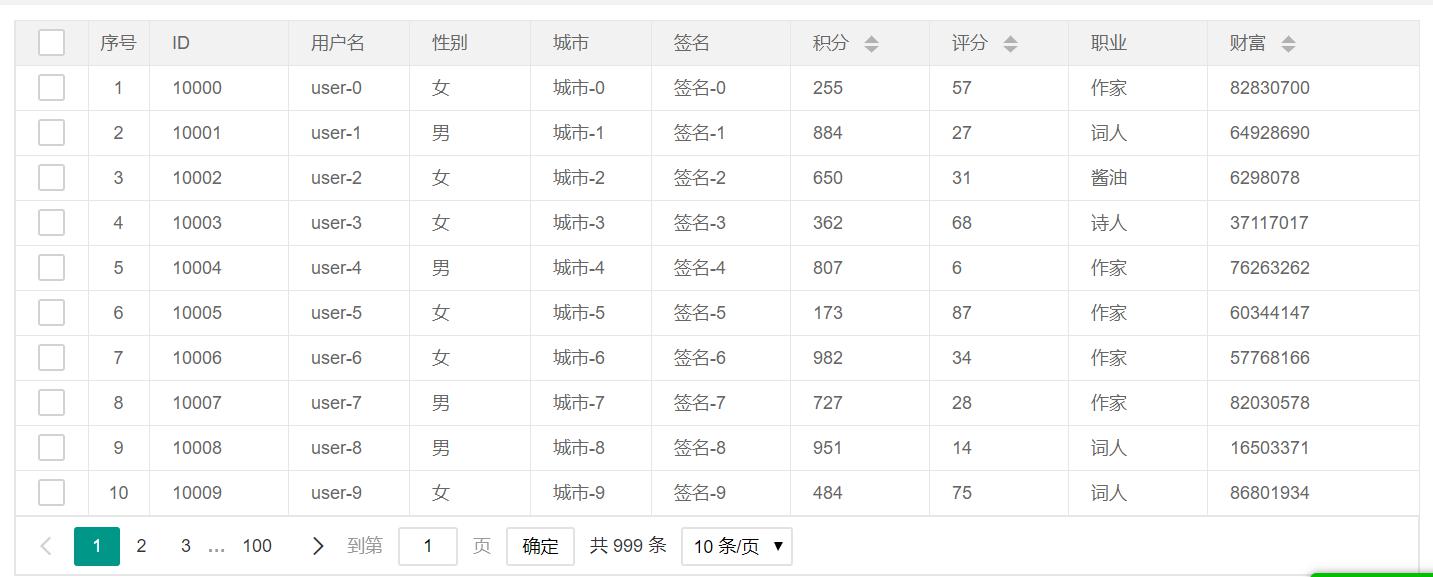 序号 ID 用户名 性别 城市 签名 积分 评分 职业 财富
1 10000 user-0 女 城市-0 签名-0 255 57 作家 82830700
2 10001 user-1 男 城市-1 签名-1 884 27 词人 64928690
3 10002 user-2 女 城市-2 签名-2 650 31 酱油 6298078
4 10003 user-3 女 城市-3 签名-3 362 68 诗人 37117017
5 10004 user-4 男 城市-4 签名-4 807 6 作家 76263262
6 10005 user-5 女 城市-5 签名-5 173 87 作家 60344147
7 10006 user-6 女 城市-6 签名-6 982 34 作家 57768166
8 10007 user-7 男 城市-7 签名-7 727 28 作家 82030578
9 10008 user-8 男 城市-8 签名-8 951 14 词人 16503371
10 10009 user-9 女 城市-9 签名-9 484 75 词人 86801934
1 2 3 … 100 到第 1 页 确定 共 999 条 10 条/页